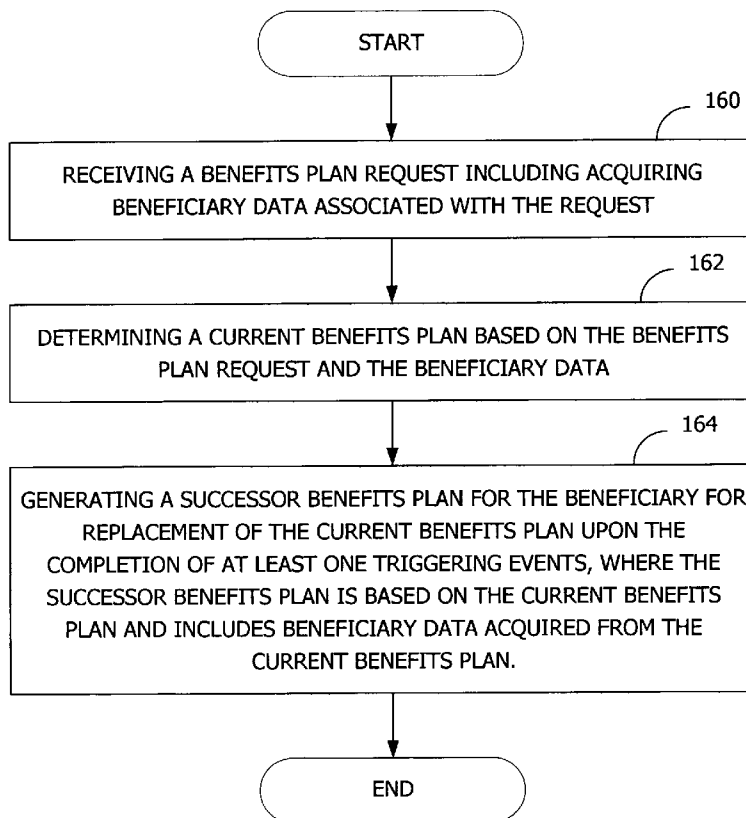 START
160
RECEIVING A BENEFITS PLAN REQUEST INCLUDING ACQUIRING
BENEFICIARY DATA ASSOCIATED WITH THE REQUEST
162
DETERMINING A CURRENT BENEFITS PLAN BASED ON THE BENEFITS
PLAN REQUEST AND THE BENEFICIARY DATA
164
GENERATING A SUCCESSOR BENEFITS PLAN FOR THE BENEFICIARY FOR
REPLACEMENT OF THE CURRENT BENEFITS PLAN UPON THE
COMPLETION OF AT LEAST ONE TRIGGERING EVENTS, WHERE THE
SUCCESSOR BENEFITS PLAN IS BASED ON THE CURRENT BENEFITS
PLAN AND INCLUDES BENEFICIARY DATA ACQUIRED FROM THE
CURRENT BENEFITS PLAN.
END